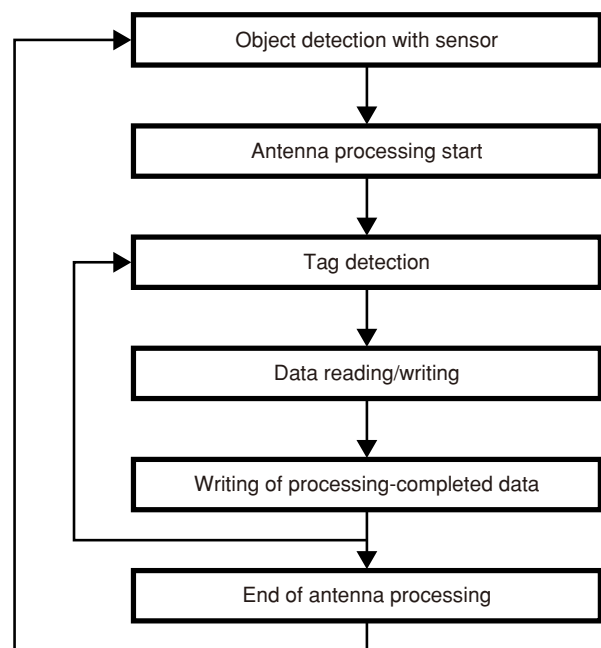 Object detection with sensor
Antenna processing start
Tag detection
Data reading/writing
Writing of processing-completed data
End of antenna processing